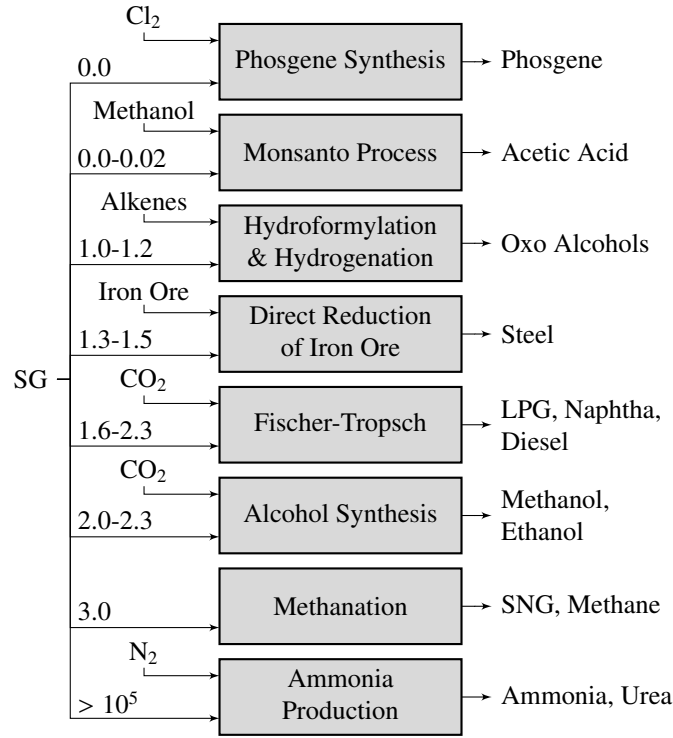 Cl₂
Phosgene Synthesis
Phosgene
0.0
Methanol
Monsanto Process
Acetic Acid
0.0-0.02
Alkenes
Hydroformylation
& Hydrogenation
Oxo Alcohols
1.0-1.2
Iron Ore
Direct Reduction
of Iron Ore
Steel
1.3-1.5
SG
CO₂
Fischer-Tropsch
LPG, Naphtha,
Diesel
1.6-2.3
CO₂
Alcohol Synthesis
Methanol,
Ethanol
2.0-2.3
Methanation
SNG, Methane
3.0
N₂
Ammonia
Production
Ammonia, Urea
> 10⁵